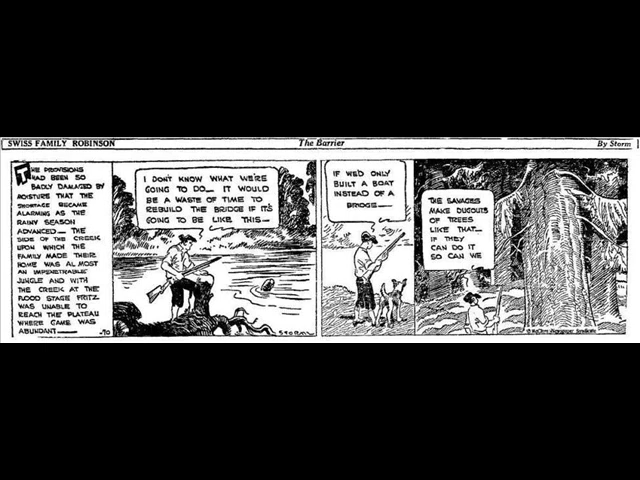 SWISS FAMILY ROBINSON
The Barrier
By Storm
THE PROVISIONS
HAD BEEN SO
BADLY DAMAGED BY
MOISTURE THAT THE
SHORTAGE BECAME
ALARMING AS THE
RAINY SEASON
ADVANCED— THE
SIDE OF THE CREEK
UPON WHICH THE
FAMILY MADE THEIR
HOME WAS ALMOST
AN IMPENETRABLE
JUNGLE AND WITH
THE CREEK AT THE
FLOOD STAGE FRITZ
WAS UNABLE TO
REACH THE PLATEAU
WHERE GAME WAS
ABUNDANT——
-90
I DON'T KNOW WHAT WE'RE
GOING TO DO— IT WOULD
BE A WASTE OF TIME TO
REBUILD THE BRIDGE IF IT'S
GOING TO BE LIKE THIS—
STORM
IF WE'D ONLY
BUILT A BOAT
INSTEAD OF A
BRIDGE—
THE SAVAGES
MAKE DUGOUTS
OF TREES
LIKE THAT—
IF THEY
CAN DO IT
SO CAN WE